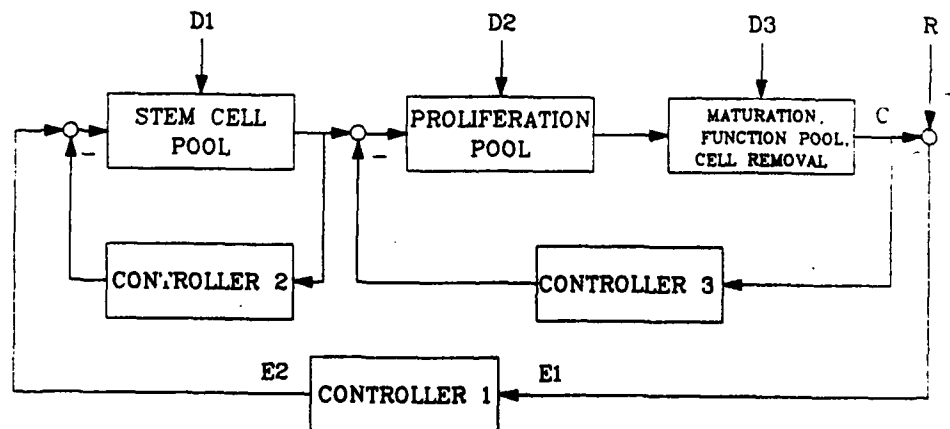 D1
D2
D3
R
STEM CELL
POOL
PROLIFERATION
POOL
MATURATION,
FUNCTION POOL,
CELL REMOVAL
C
CONTROLLER 2
CONTROLLER 3
E2
CONTROLLER 1
E1